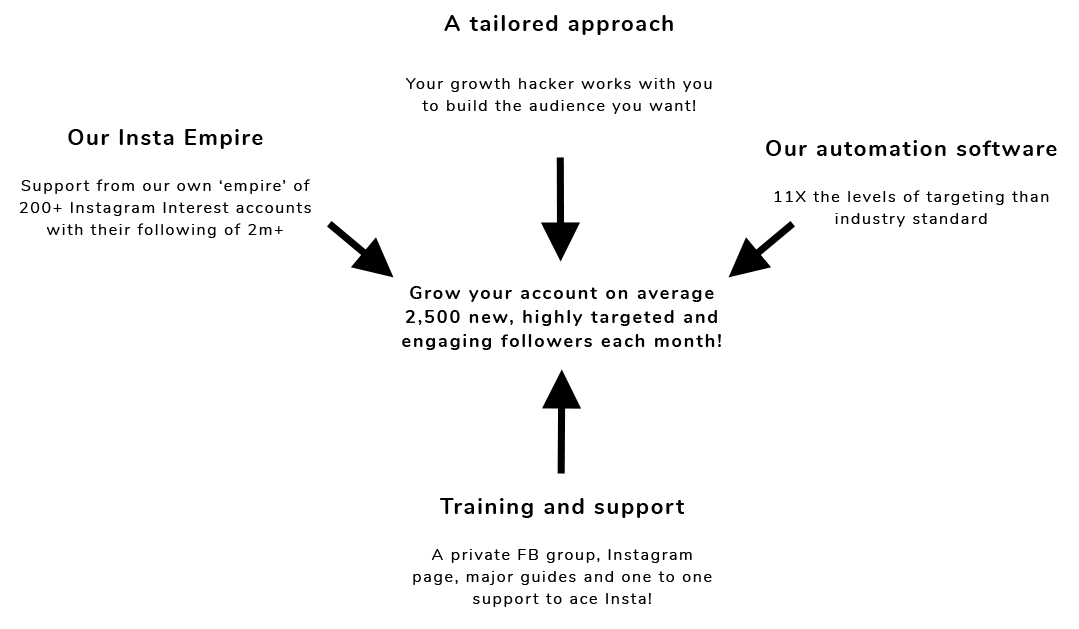 A tailored approach
Your growth hacker works with you
to build the audience you want!
Our Insta Empire
Support from our own ‘empire’ of
200+ Instagram Interest accounts
with their following of 2m+
Our automation software
11X the levels of targeting than
industry standard
Grow your account on average
2,500 new, highly targeted and
engaging followers each month!
Training and support
A private FB group, Instagram
page, major guides and one to one
support to ace Insta!